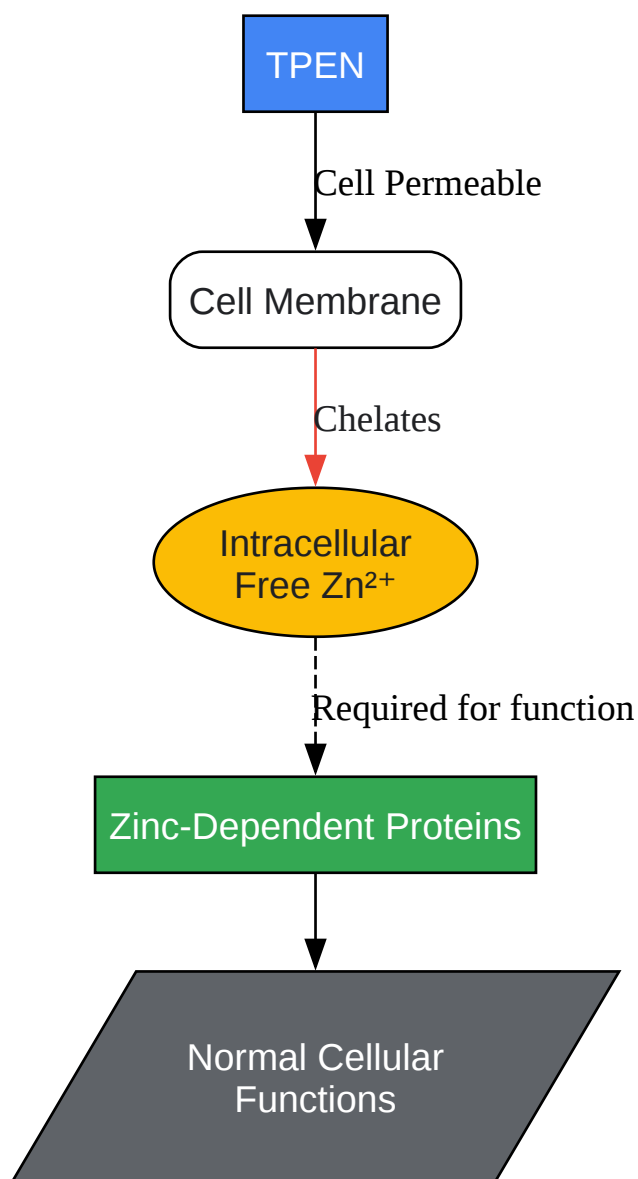 TPEN
Cell Permeable
Cell Membrane
Chelates
Intracellular
Free Zn²⁺
Required for function
Zinc-Dependent Proteins
Normal Cellular
Functions